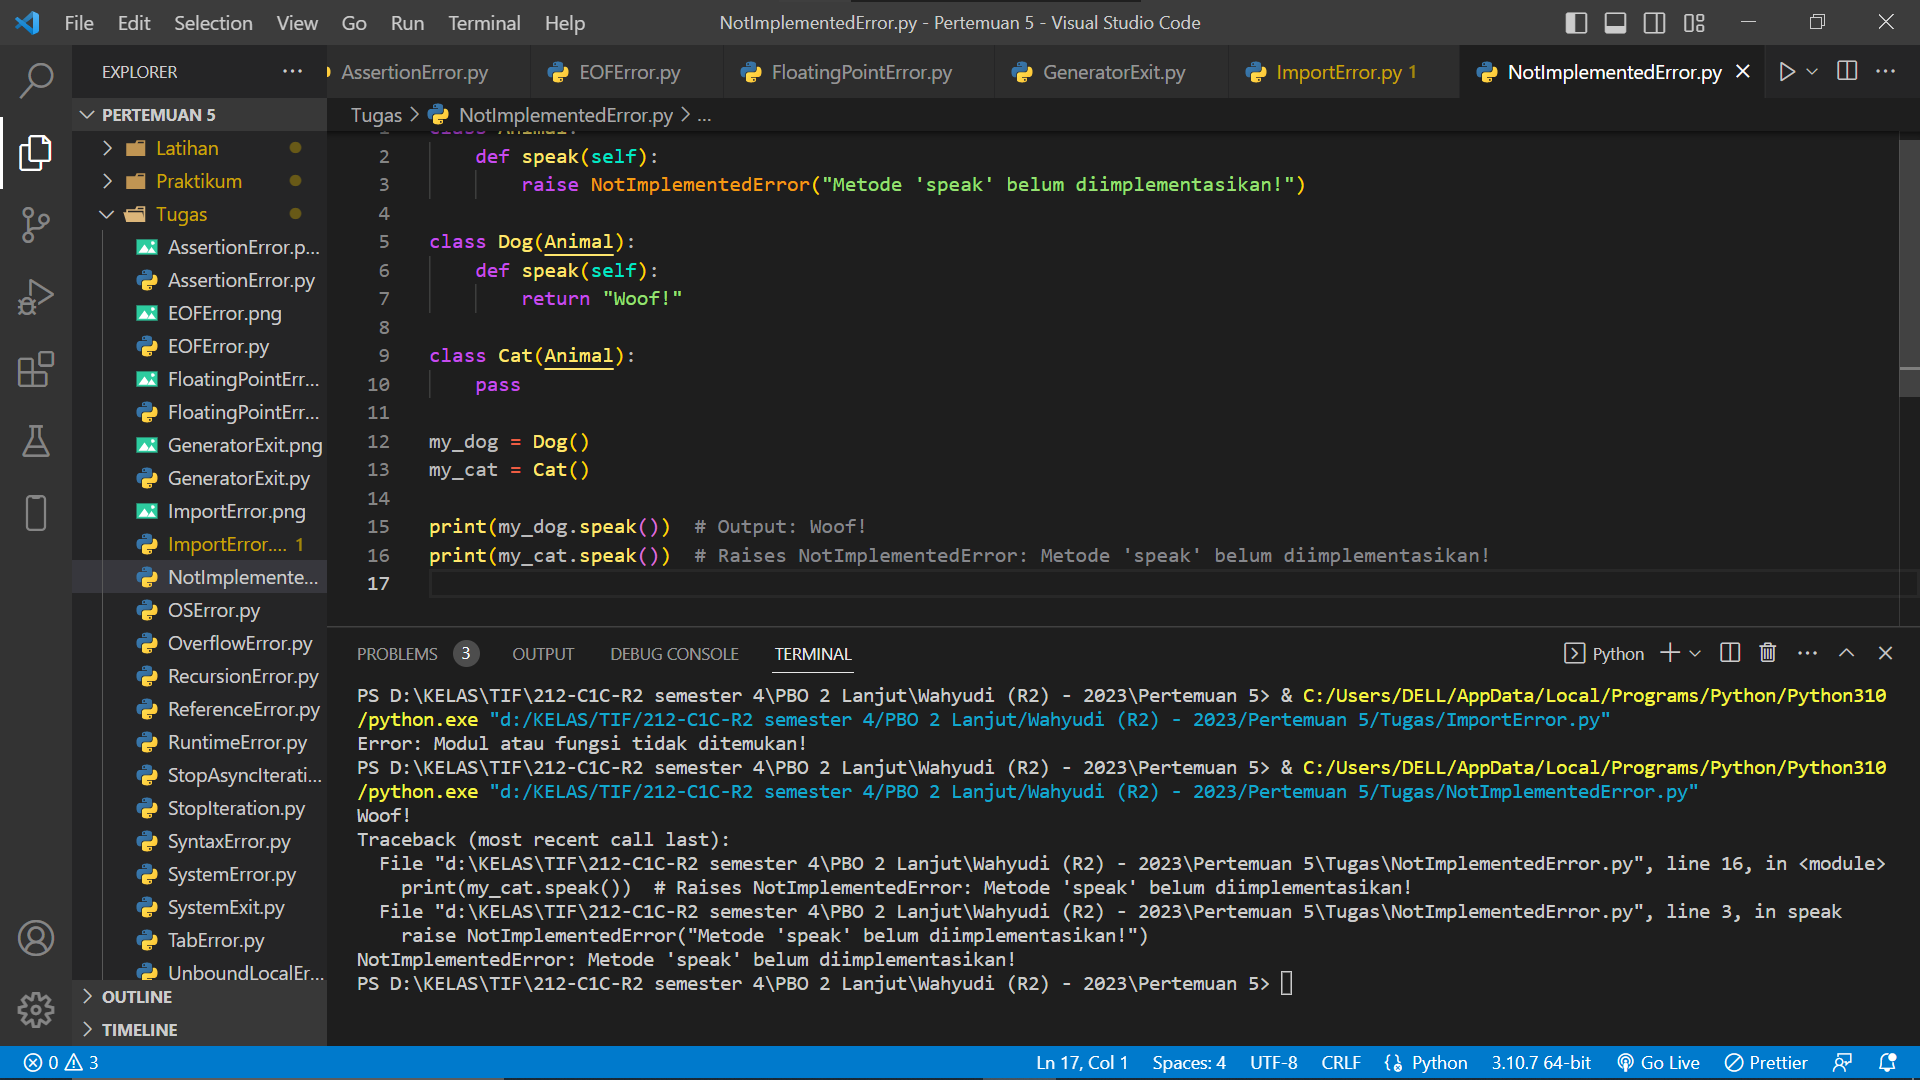 File Edit Selection View Go Run Terminal Help
NotImplementedError.py - Pertemuan 5 - Visual Studio Code
EXPLORER
PERTEMUAN 5
Latihan
Praktikum
Tugas
AssertionError.p...
AssertionError.py
EOFError.png
EOFError.py
FloatingPointErr...
FloatingPointErr...
GeneratorExit.png
GeneratorExit.py
ImportError.png
ImportError.... 1
NotImplemente...
OSError.py
OverflowError.py
RecursionError.py
ReferenceError.py
RuntimeError.py
StopAsyncIterati...
StopIteration.py
SyntaxError.py
SystemError.py
SystemExit.py
TabError.py
UnboundLocalEr...
OUTLINE
TIMELINE
AssertionError.py EOFError.py FloatingPointError.py GeneratorExit.py ImportError.py 1 NotImplementedError.py
Tugas > NotImplementedError.py > ...
1 class Animal:
2 def speak(self):
3 raise NotImplementedError("Metode 'speak' belum diimplementasikan!")
4
5 class Dog(Animal):
6 def speak(self):
7 return "Woof!"
8
9 class Cat(Animal):
10 pass
11
12 my_dog = Dog()
13 my_cat = Cat()
14
15 print(my_dog.speak())  # Output: Woof!
16 print(my_cat.speak())  # Raises NotImplementedError: Metode 'speak' belum diimplementasikan!
17
PROBLEMS 3 OUTPUT DEBUG CONSOLE TERMINAL
Python
PS D:\KELAS\TIF\212-C1C-R2 semester 4\PBO 2 Lanjut\Wahyudi (R2) - 2023\Pertemuan 5> & C:/Users/DELL/AppData/Local/Programs/Python/Python310
/python.exe "d:/KELAS/TIF/212-C1C-R2 semester 4/PBO 2 Lanjut/Wahyudi (R2) - 2023/Pertemuan 5/Tugas/ImportError.py"
Error: Modul atau fungsi tidak ditemukan!
PS D:\KELAS\TIF\212-C1C-R2 semester 4\PBO 2 Lanjut\Wahyudi (R2) - 2023\Pertemuan 5> & C:/Users/DELL/AppData/Local/Programs/Python/Python310
/python.exe "d:/KELAS/TIF/212-C1C-R2 semester 4/PBO 2 Lanjut/Wahyudi (R2) - 2023/Pertemuan 5/Tugas/NotImplementedError.py"
Woof!
Traceback (most recent call last):
File "d:\KELAS\TIF\212-C1C-R2 semester 4\PBO 2 Lanjut\Wahyudi (R2) - 2023\Pertemuan 5\Tugas\NotImplementedError.py", line 16, in <module>
print(my_cat.speak())  # Raises NotImplementedError: Metode 'speak' belum diimplementasikan!
File "d:\KELAS\TIF\212-C1C-R2 semester 4\PBO 2 Lanjut\Wahyudi (R2) - 2023\Pertemuan 5\Tugas\NotImplementedError.py", line 3, in speak
raise NotImplementedError("Metode 'speak' belum diimplementasikan!")
NotImplementedError: Metode 'speak' belum diimplementasikan!
PS D:\KELAS\TIF\212-C1C-R2 semester 4\PBO 2 Lanjut\Wahyudi (R2) - 2023\Pertemuan 5>
0 3 Ln 17, Col 1 Spaces: 4 UTF-8 CRLF Python 3.10.7 64-bit Go Live Prettier